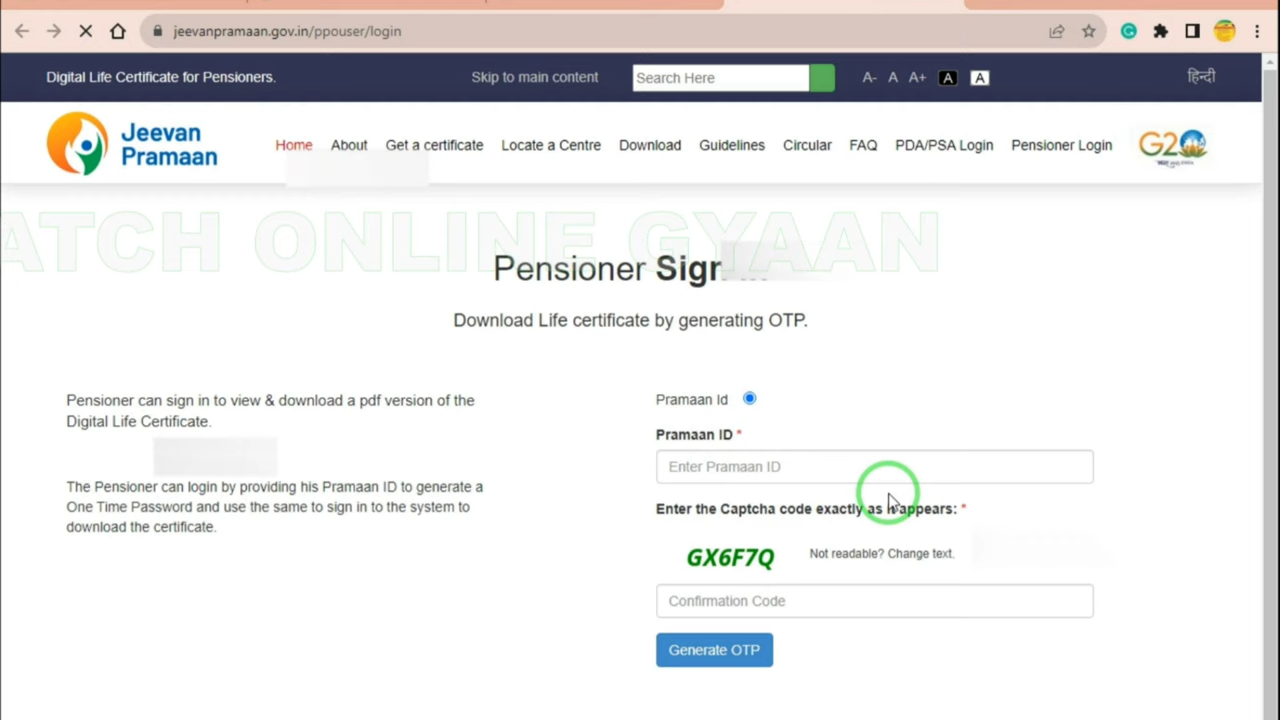 jeevanpramaan.gov.in/ppouser/login
Digital Life Certificate for Pensioners.
Skip to main content
Search Here
A- A A+ A A
हिन्दी
Jeevan
Pramaan
Home About Get a certificate Locate a Centre Download Guidelines Circular FAQ PDA/PSA Login Pensioner Login
G20
ATCH ONLINE GYAAN
Pensioner Sign
Download Life certificate by generating OTP.
Pensioner can sign in to view & download a pdf version of the
Digital Life Certificate.
The Pensioner can login by providing his Pramaan ID to generate a
One Time Password and use the same to sign in to the system to
download the certificate.
Pramaan Id
Pramaan ID *
Enter Pramaan ID
Enter the Captcha code exactly as it appears: *
GX6F7Q
Not readable? Change text.
Confirmation Code
Generate OTP